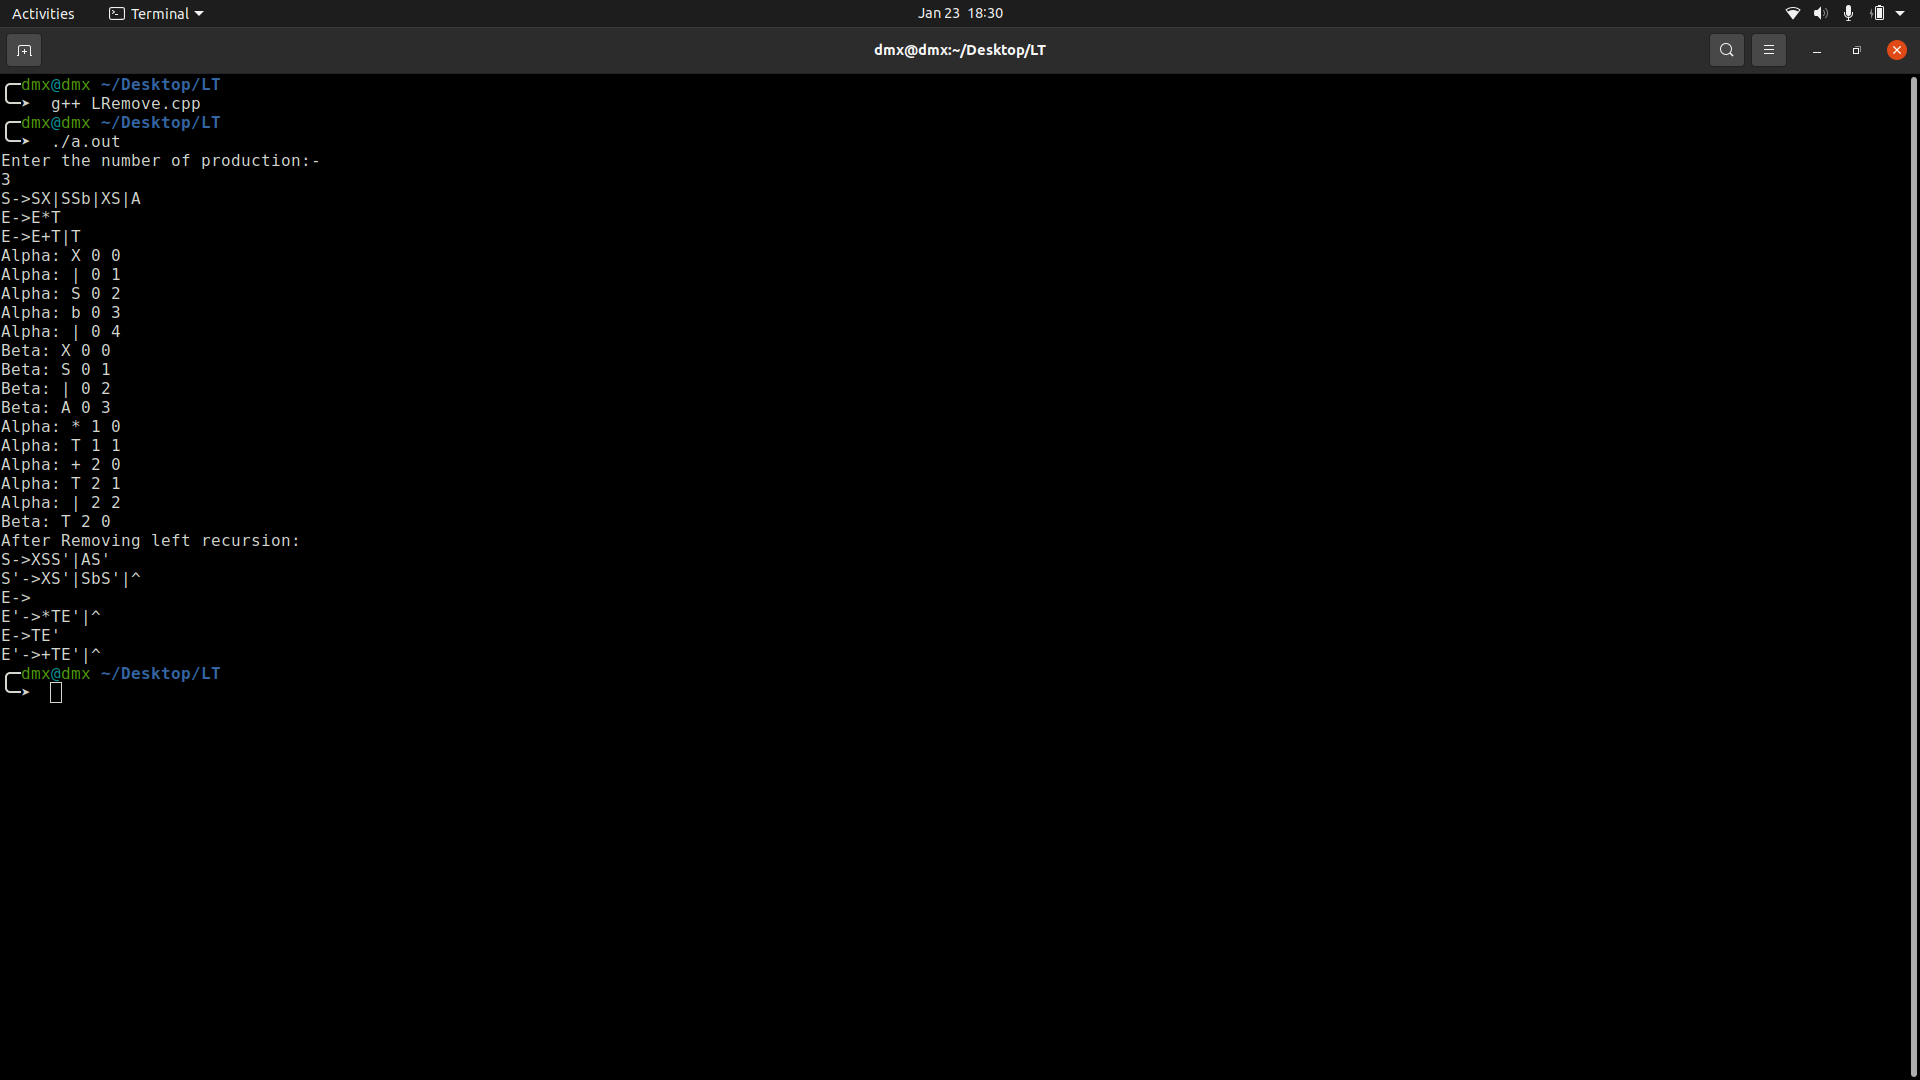 Activities
Terminal
Jan 23 18:30
dmx@dmx:~/Desktop/LT
dmx@dmx ~/Desktop/LT
g++ LRemove.cpp
dmx@dmx ~/Desktop/LT
./a.out
Enter the number of production:-
3
S->SX|SSb|XS|A
E->E*T
E->E+T|T
Alpha: X 0 0
Alpha: | 0 1
Alpha: S 0 2
Alpha: b 0 3
Alpha: | 0 4
Beta: X 0 0
Beta: S 0 1
Beta: | 0 2
Beta: A 0 3
Alpha: * 1 0
Alpha: T 1 1
Alpha: + 2 0
Alpha: T 2 1
Alpha: | 2 2
Beta: T 2 0
After Removing left recursion:
S->XSS'|AS'
S'->XS'|SbS'|^
E->
E'->*TE'|^
E->TE'
E'->+TE'|^
dmx@dmx ~/Desktop/LT